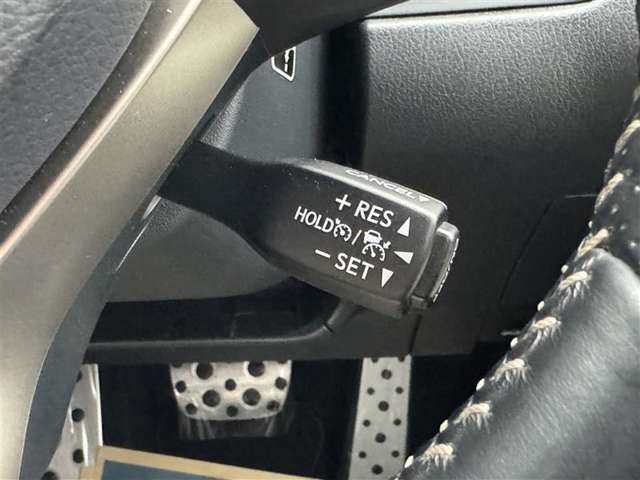 CANCEL
+ RES
HOLD /
- SET